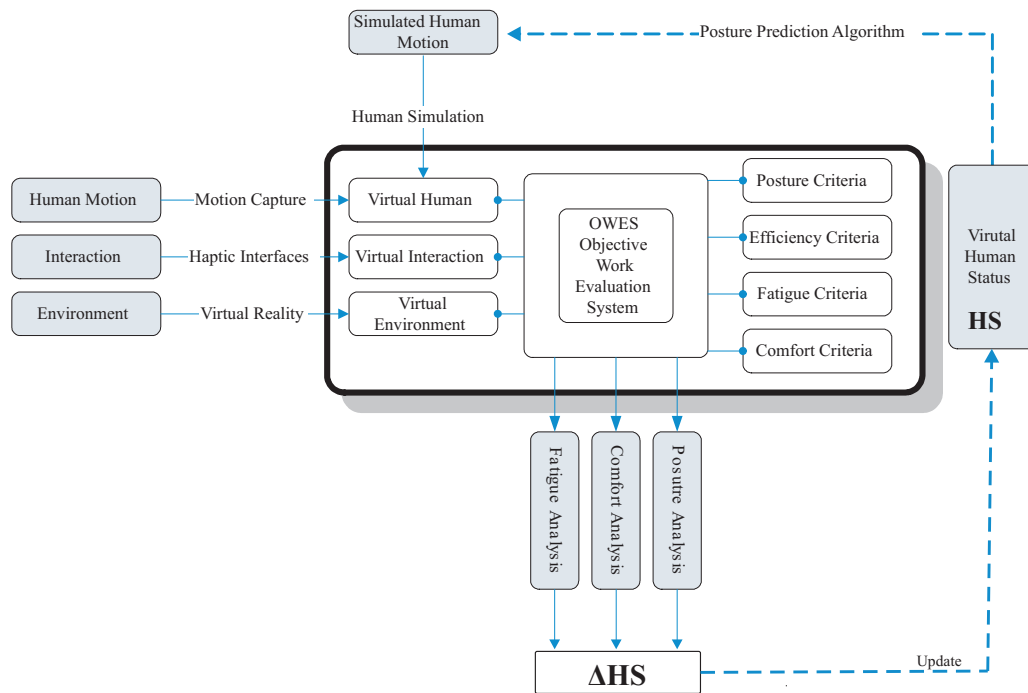 Simulated Human
Motion
Posture Prediction Algorithm
Human Simulation
Human Motion
Motion Capture
Virtual Human
Posture Criteria
Interaction
Haptic Interfaces
Virtual Interaction
Efficiency Criteria
Environment
Virtual Reality
Virtual
Environment
Fatigue Criteria
Comfort Criteria
OWES
Objective
Work
Evaluation
System
Virutal
Human
Status
HS
Fatigue Analysis
Comfort Analysis
Posutre Analysis
ΔHS
Update